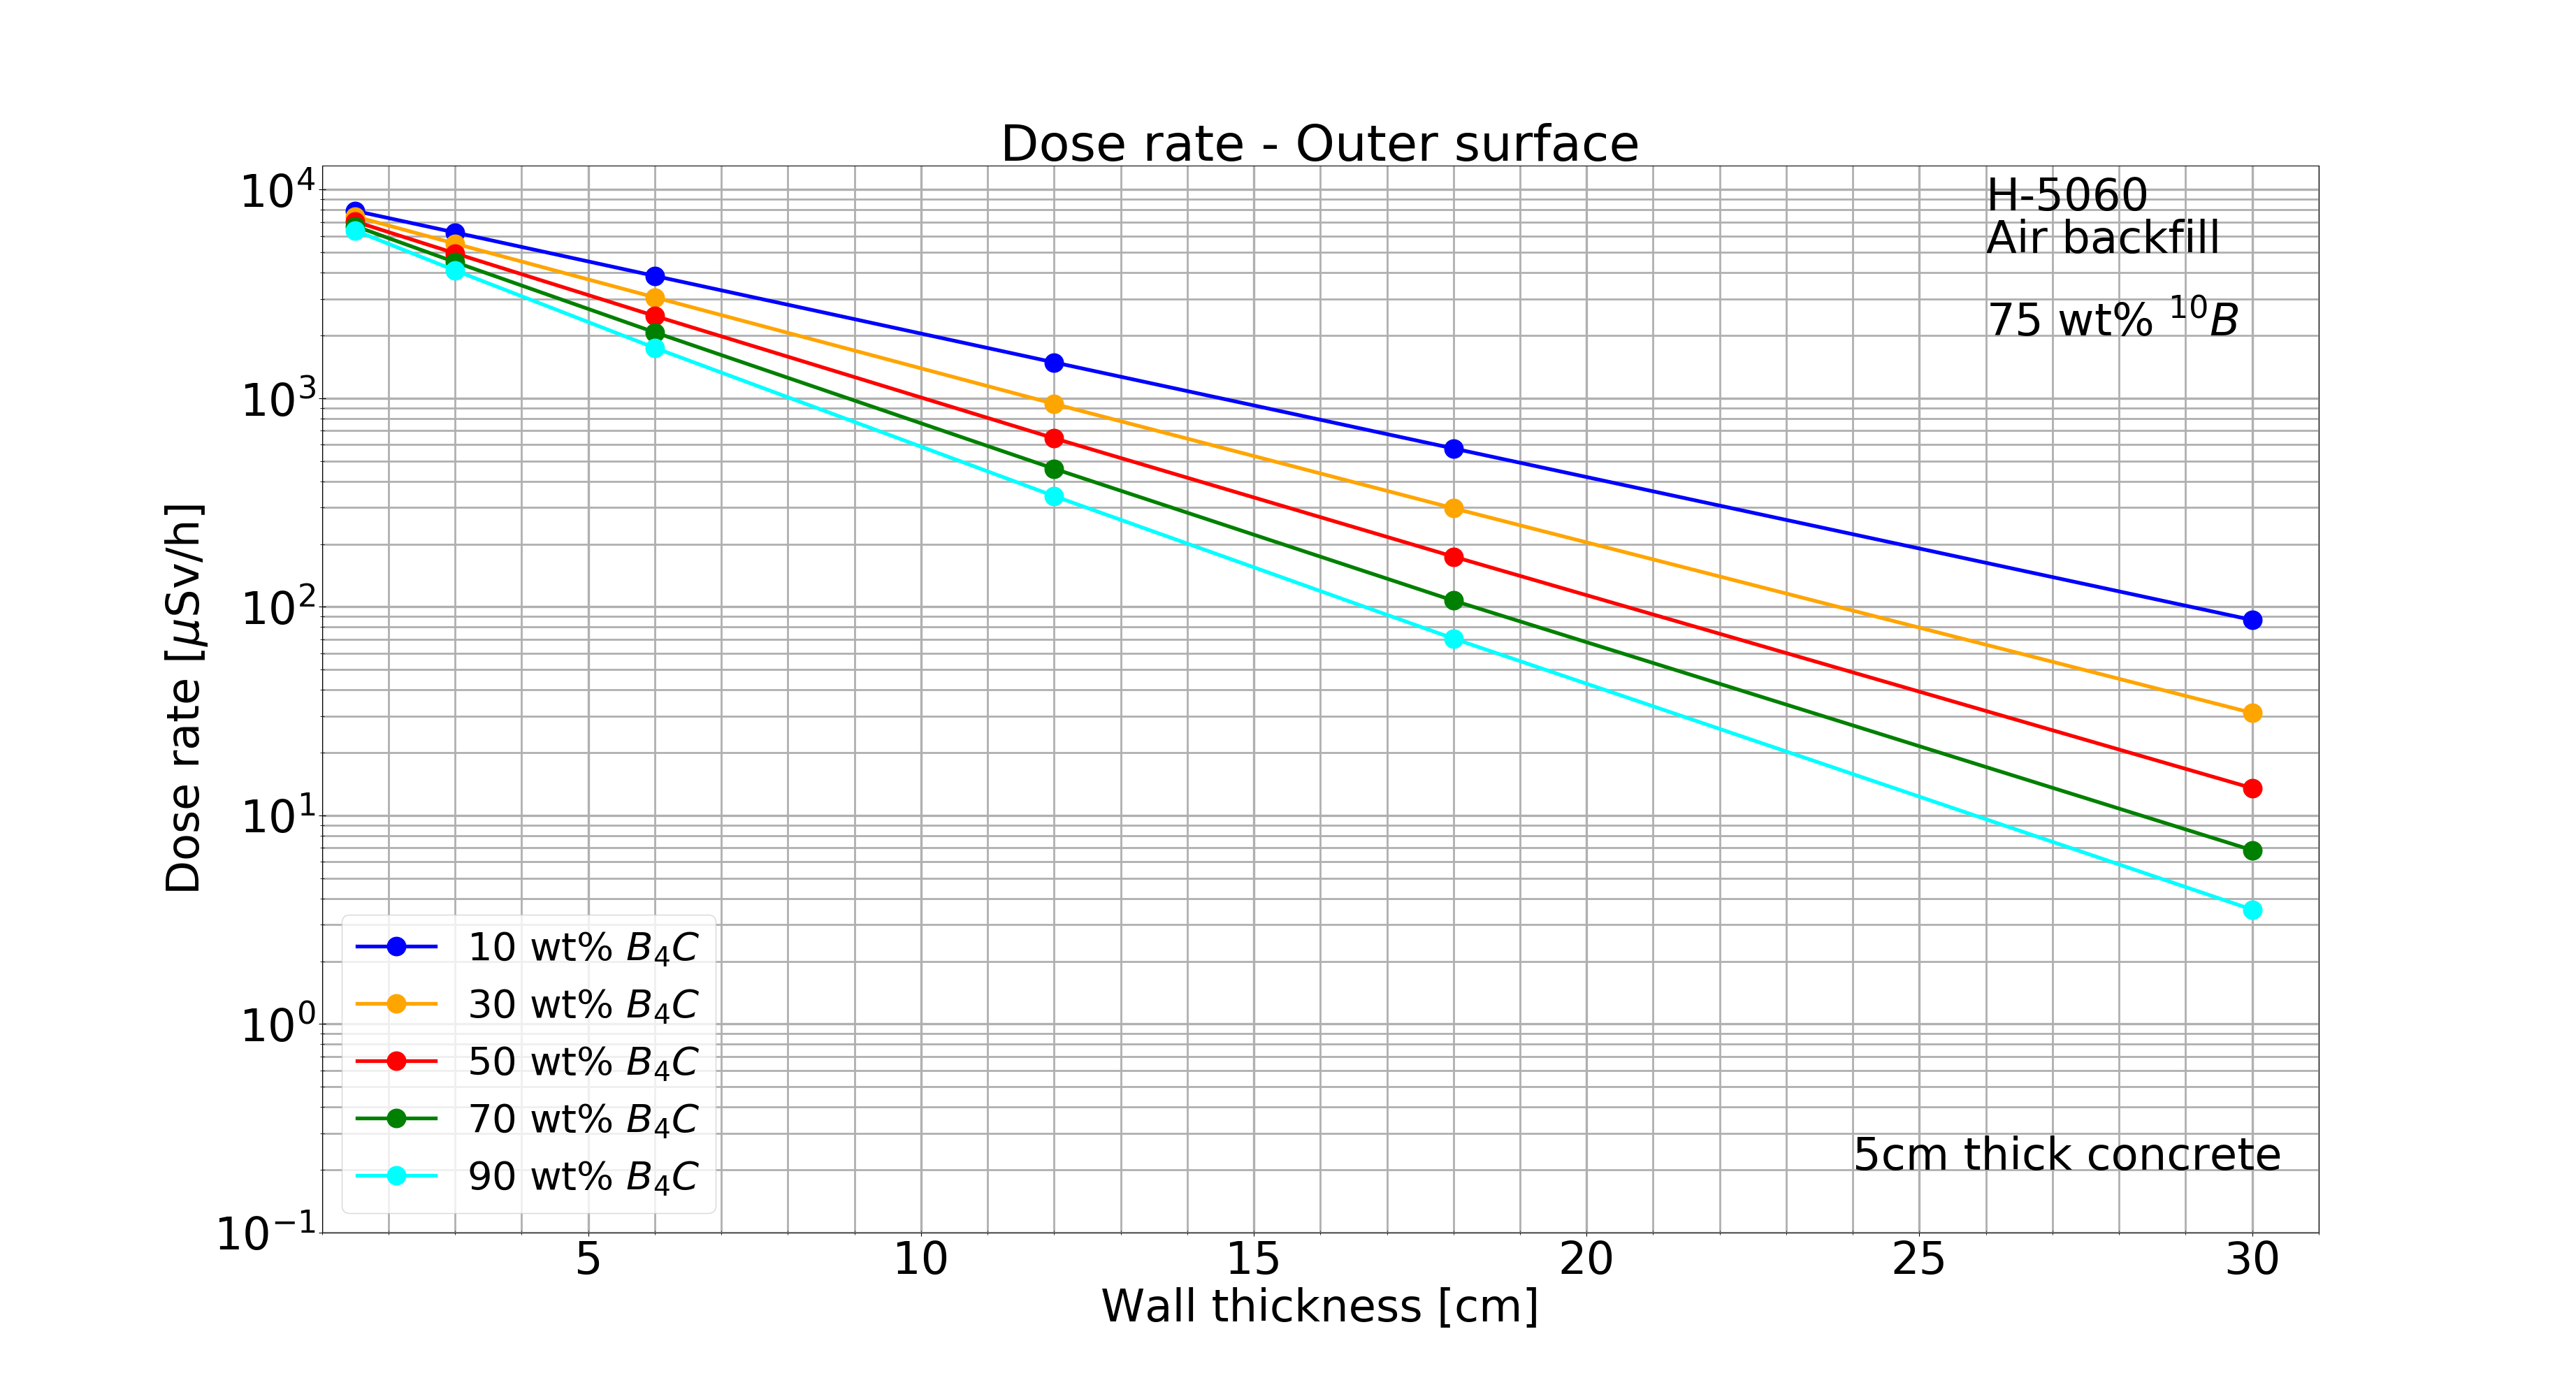 Dose rate - Outer surface
H-5060
Air backfill
75 wt% ¹⁰B
10⁴
10³
10²
10¹
10⁰
10⁻¹
Dose rate [μSv/h]
10 wt% B₄C
30 wt% B₄C
50 wt% B₄C
70 wt% B₄C
90 wt% B₄C
5cm thick concrete
5 10 15 20 25 30
Wall thickness [cm]